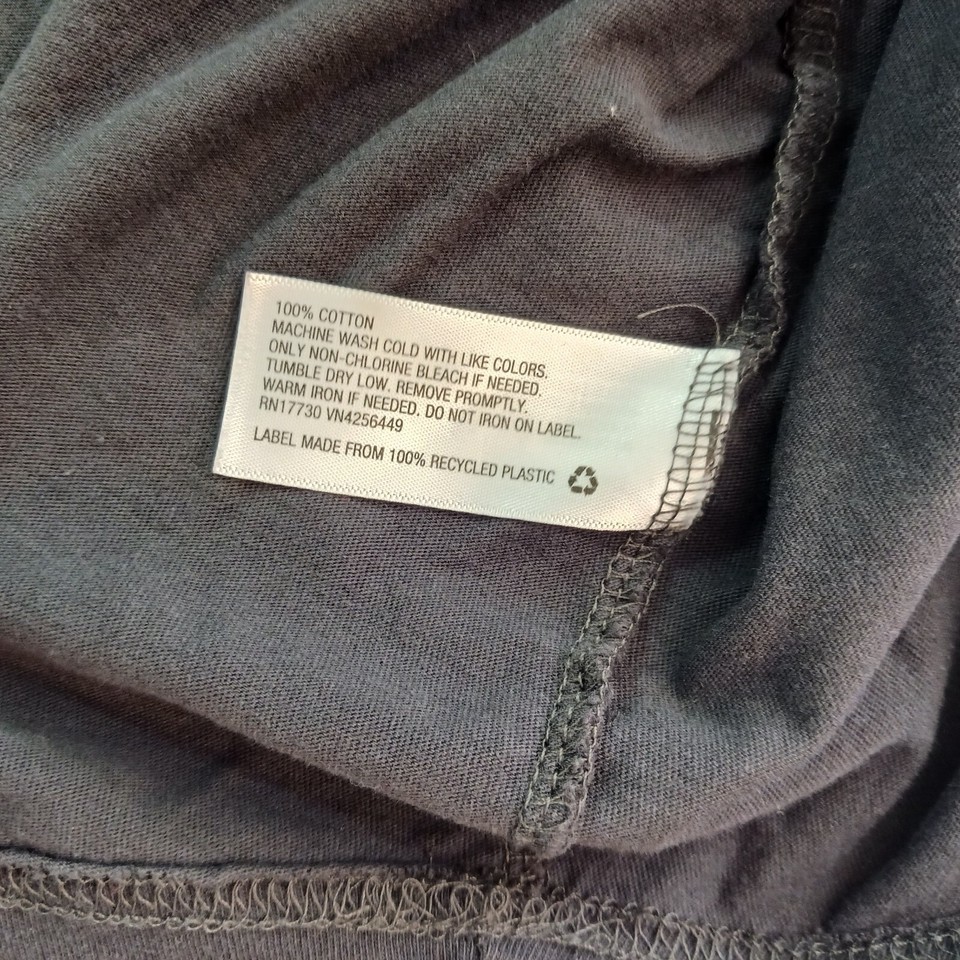 100% COTTON
MACHINE WASH COLD WITH LIKE COLORS.
ONLY NON-CHLORINE BLEACH IF NEEDED.
TUMBLE DRY LOW. REMOVE PROMPTLY.
WARM IRON IF NEEDED. DO NOT IRON ON LABEL.
RN17730 VN4256449
LABEL MADE FROM 100% RECYCLED PLASTIC